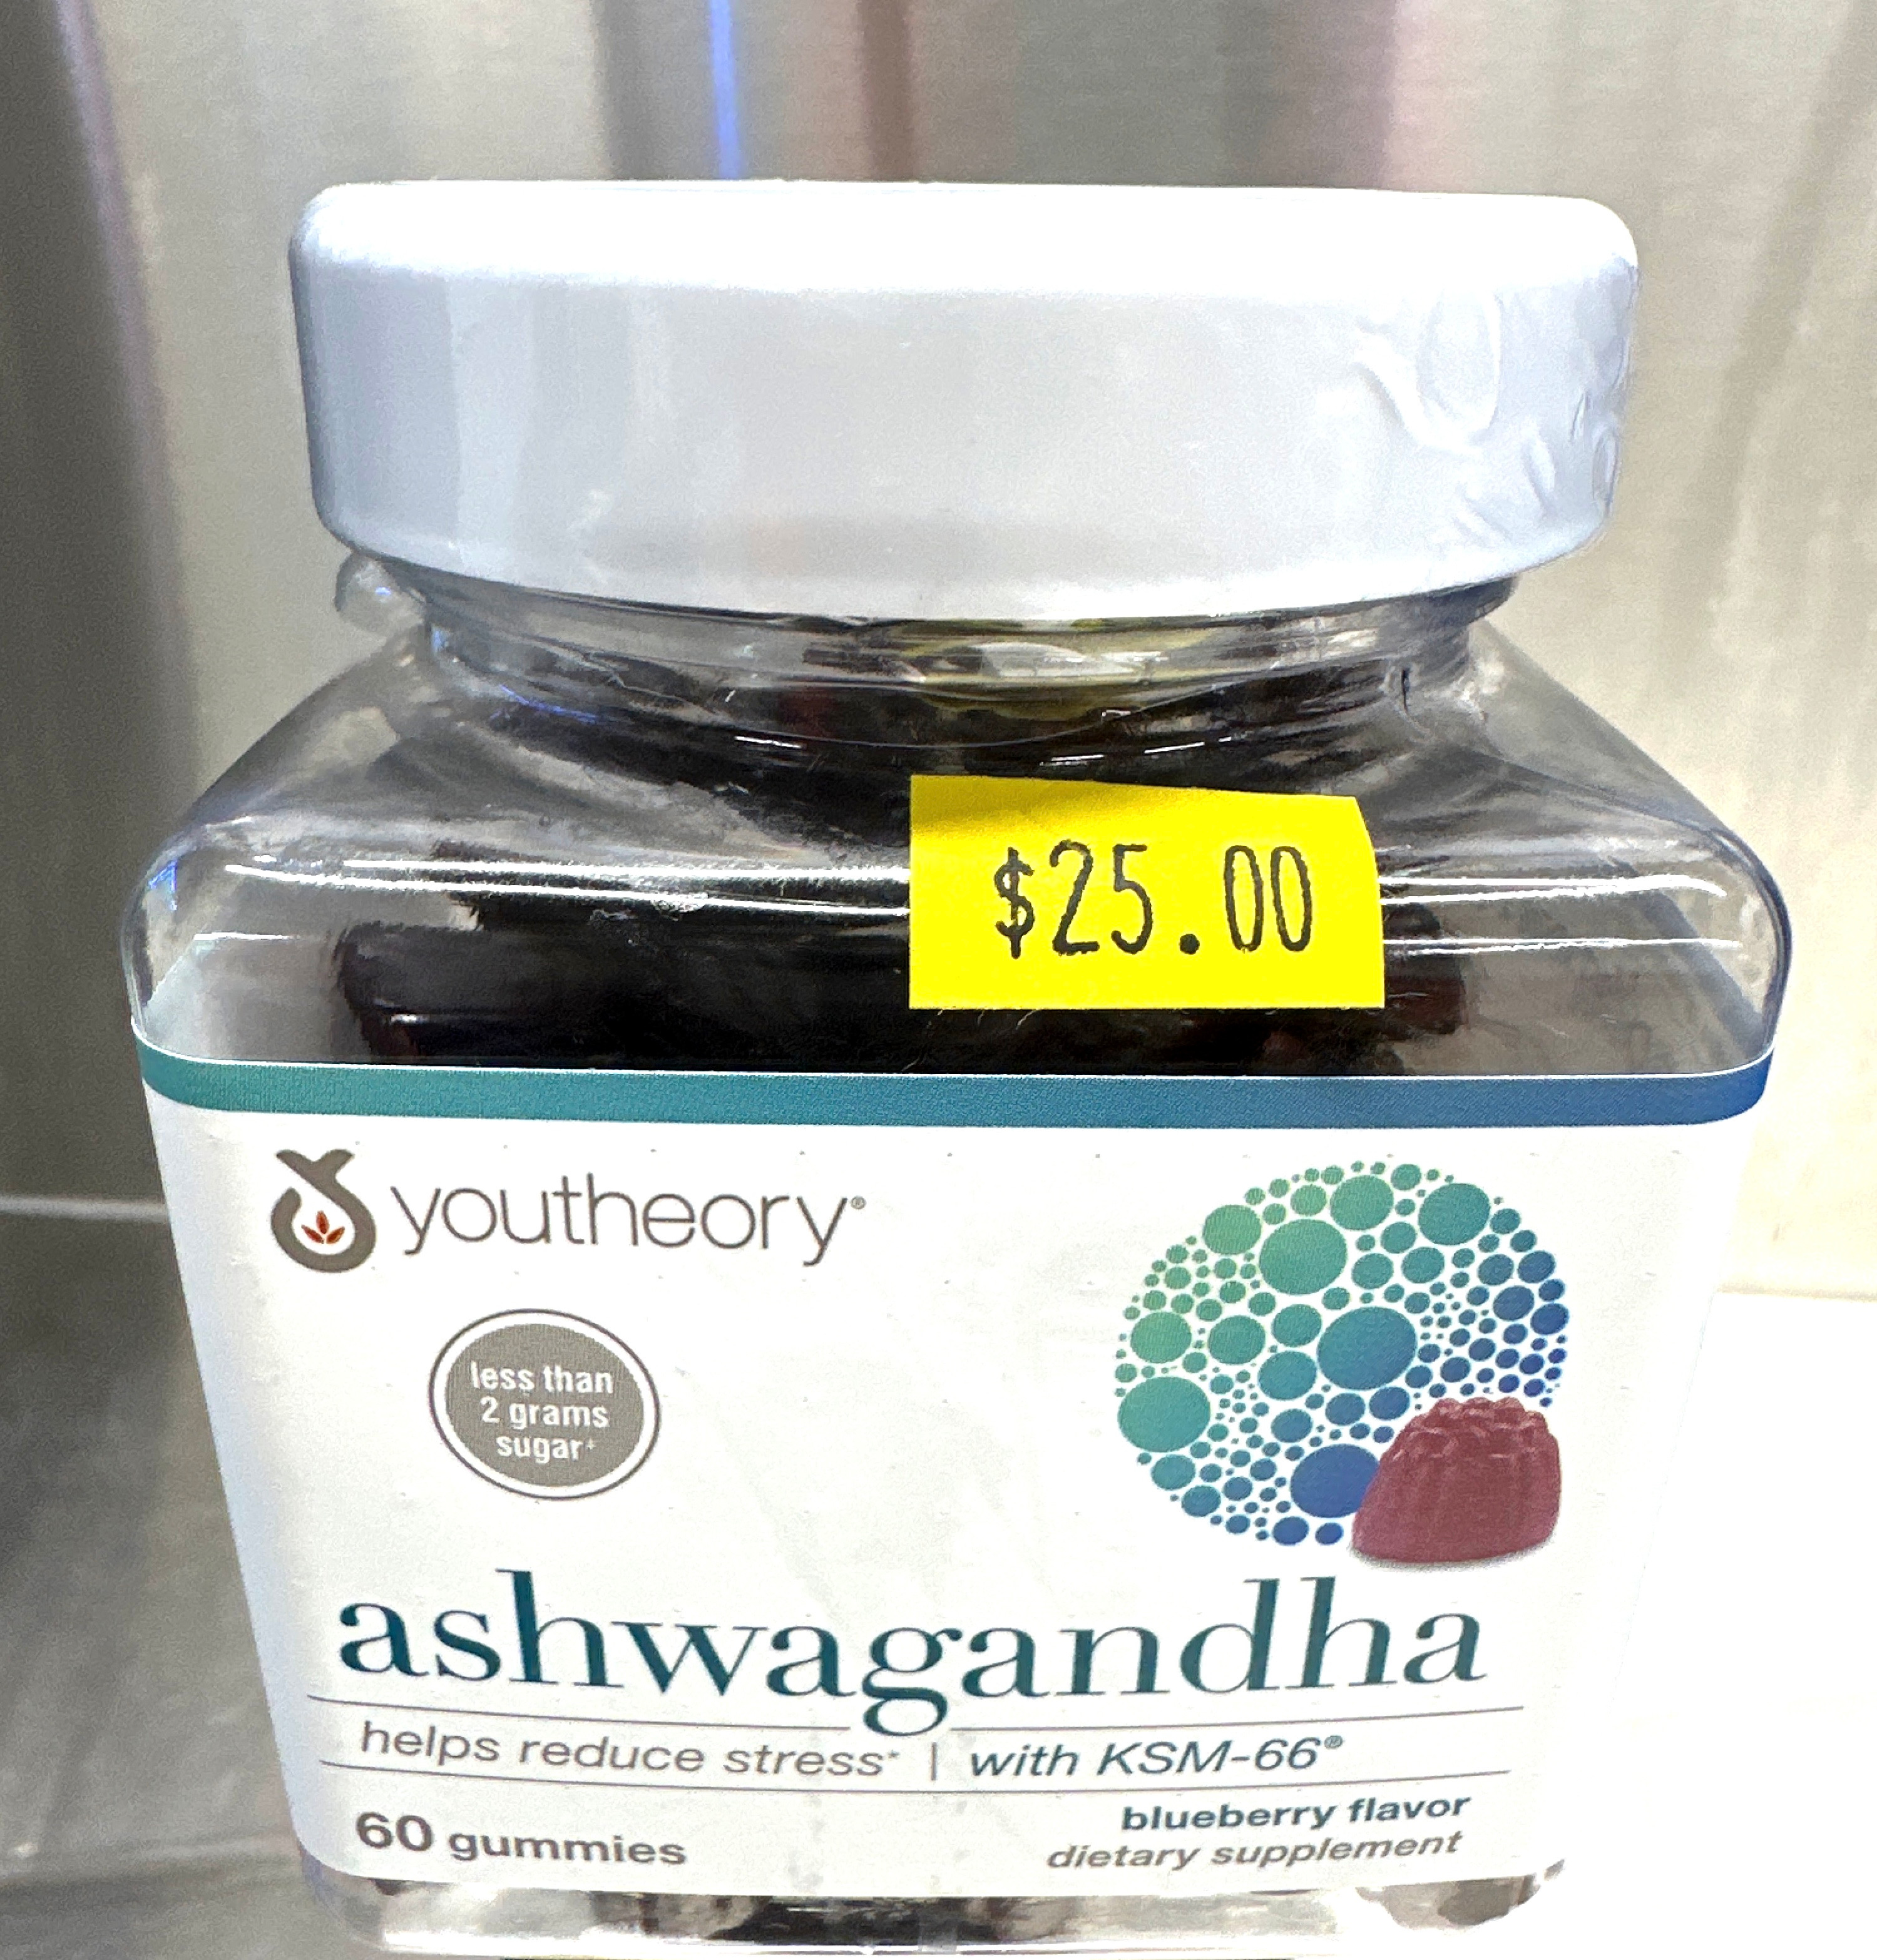 $25.00
youtheory®
less than
2 grams
sugar+
ashwagandha
helps reduce stress* | with KSM-66®
60 gummies
blueberry flavor
dietary supplement